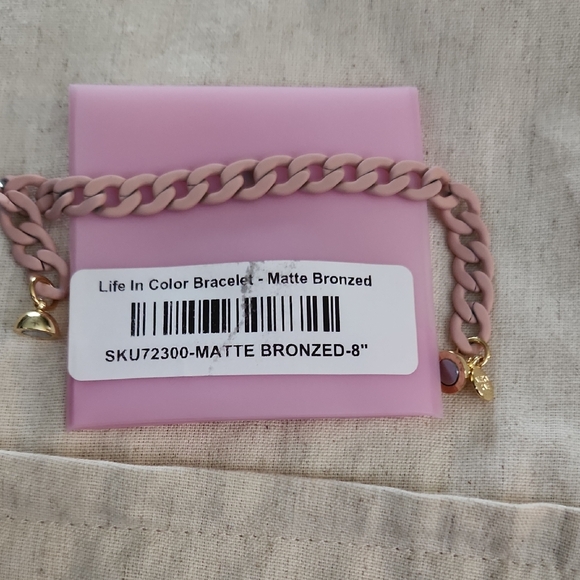 Life In Color Bracelet - Matte Bronzed
SKU72300-MATTE BRONZED-8"